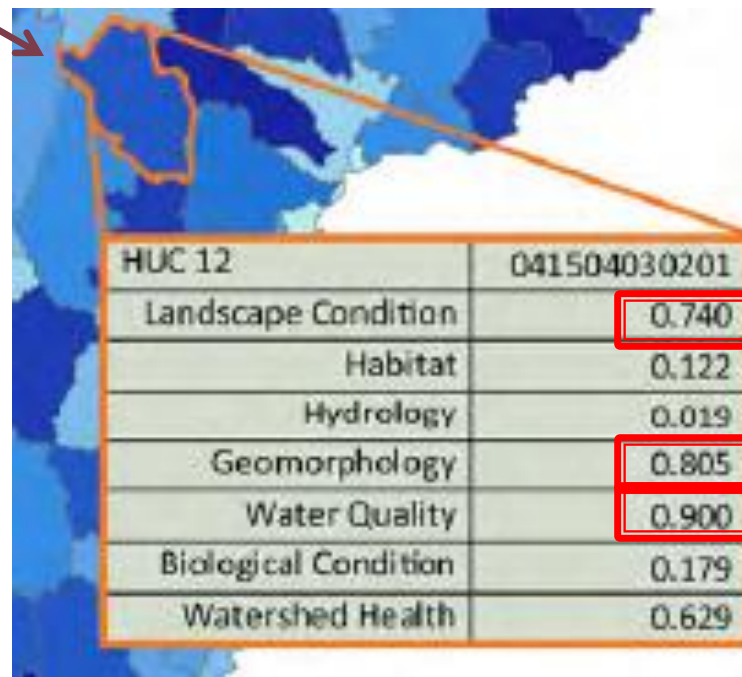 HUC 12 041504030201
Landscape Condition 0.740
Habitat 0.122
Hydrology 0.019
Geomorphology 0.805
Water Quality 0.900
Biological Condition 0.179
Watershed Health 0.629